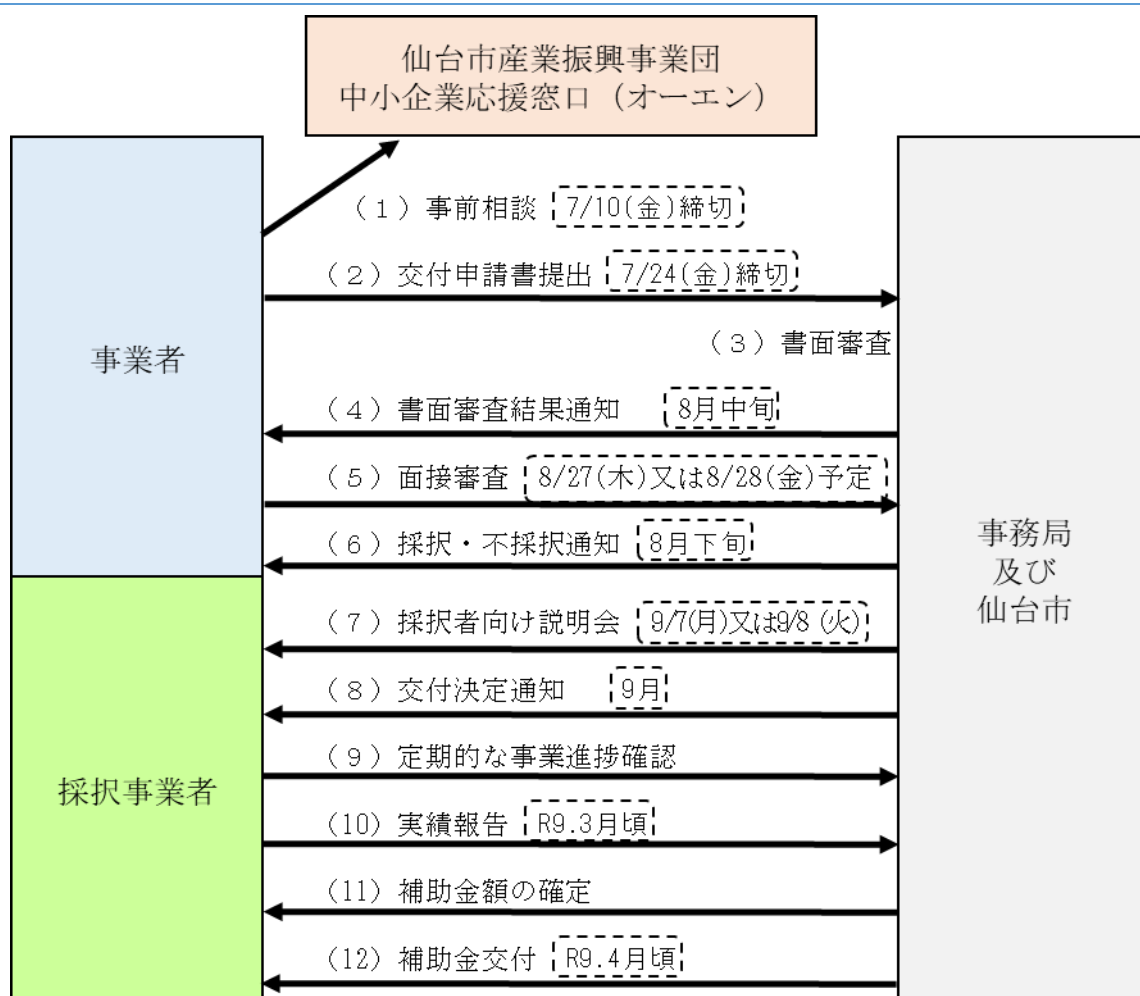 仙台市産業振興事業団
中小企業応援窓口（オーエン）
（１）事前相談 7/10(金)締切
（２）交付申請書提出 7/24(金)締切
（３）書面審査
事業者
（４）書面審査結果通知 8月中旬
（５）面接審査 8/27(木)又は8/28(金)予定
（６）採択・不採択通知 8月下旬
事務局
及び
仙台市
（７）採択者向け説明会 9/7(月)又は9/8 (火)
（８）交付決定通知 9月
（９）定期的な事業進捗確認
採択事業者
（10）実績報告 R9.3月頃
（11）補助金額の確定
（12）補助金交付 R9.4月頃